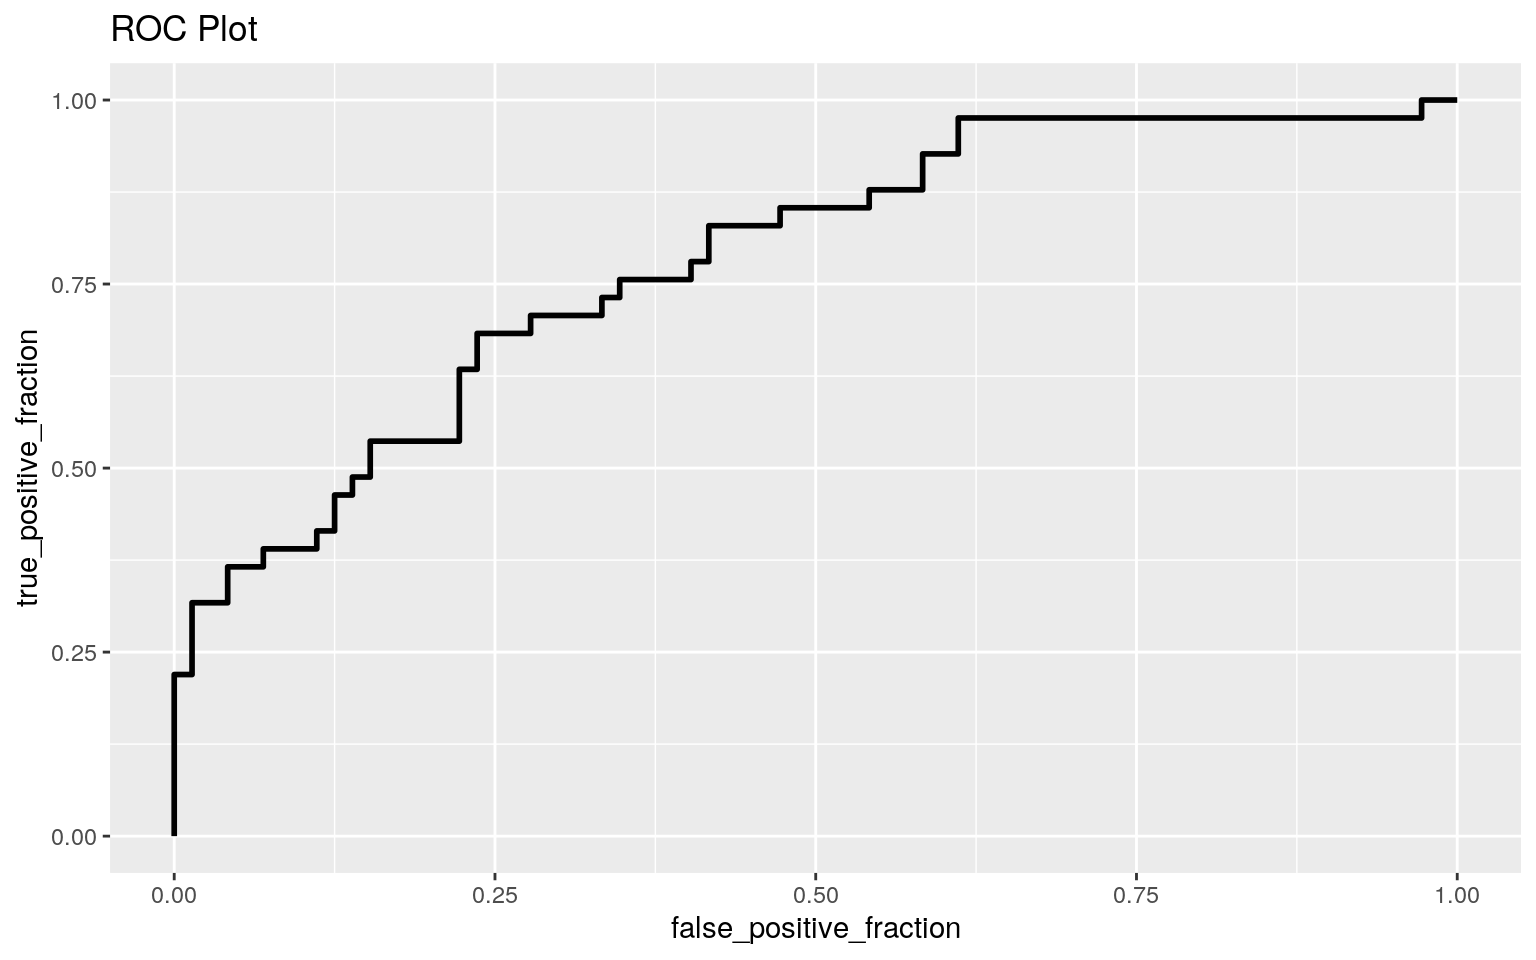 ROC Plot
1.00
0.75
0.50
0.25
0.00
true_positive_fraction
0.00 0.25 0.50 0.75 1.00
false_positive_fraction